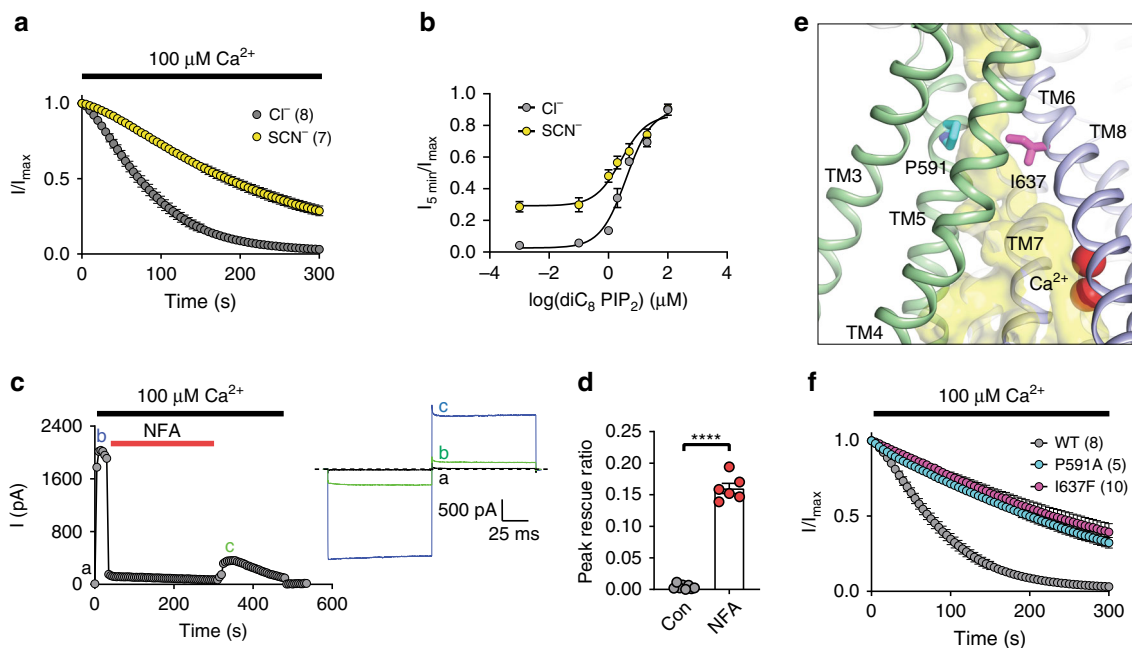 a
100 μM Ca²⁺
1.0
0.5
0.0
I/Imax
Cl⁻ (8)
SCN⁻ (7)
0 100 200 300
Time (s)
b
1.0
0.8
0.6
0.4
0.2
0.0
I5 min/Imax
Cl⁻
SCN⁻
−4 −2 0 2 4
log(diC8 PIP2) (μM)
e
TM6
TM8
P591
I637
TM3
TM5
TM7
Ca²⁺
TM4
c
100 μM Ca²⁺
NFA
2400
1600
800
0
I (pA)
b
a
c
0 200 400 600
Time (s)
c
b
a
500 pA
25 ms
d
****
0.25
0.20
0.15
0.10
0.05
0.00
Peak rescue ratio
Con NFA
f
100 μM Ca²⁺
1.0
0.5
0.0
I/Imax
WT (8)
P591A (5)
I637F (10)
0 100 200 300
Time (s)